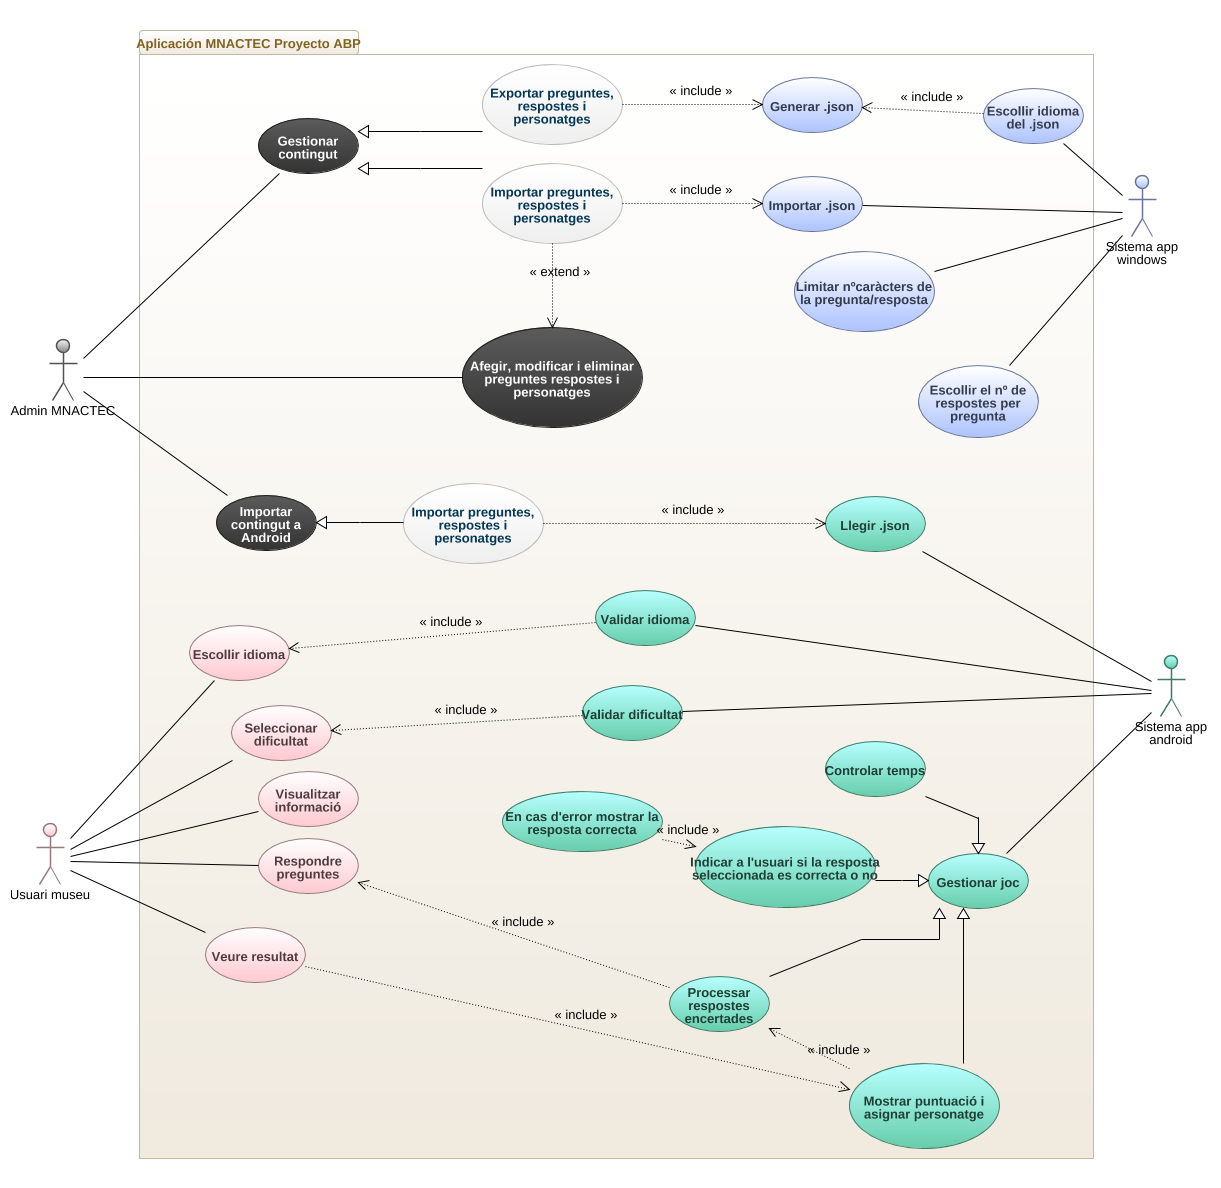 Aplicación MNACTEC Proyecto ABP
Exportar preguntes,
respostes i
personatges
« include »
Generar .json
« include »
Escollir idioma
del .json
Gestionar
contingut
Importar preguntes,
respostes i
personatges
« include »
Importar .json
Sistema app
windows
« extend »
Limitar nºcaràcters de
la pregunta/resposta
Afegir, modificar i eliminar
preguntes respostes i
personatges
Escollir el nº de
respostes per
pregunta
Admin MNACTEC
Importar
contingut a
Android
Importar preguntes,
respostes i
personatges
« include »
Llegir .json
Escollir idioma
« include »
Validar idioma
Seleccionar
dificultat
« include »
Validar dificultat
Sistema app
android
Controlar temps
Visualitzar
informació
En cas d'error mostrar la
resposta correcta
« include »
Indicar a l'usuari si la resposta
seleccionada es correcta o no
Gestionar joc
Respondre
preguntes
Usuari museu
« include »
Veure resultat
Processar
respostes
encertades
« include »
« include »
Mostrar puntuació i
asignar personatge